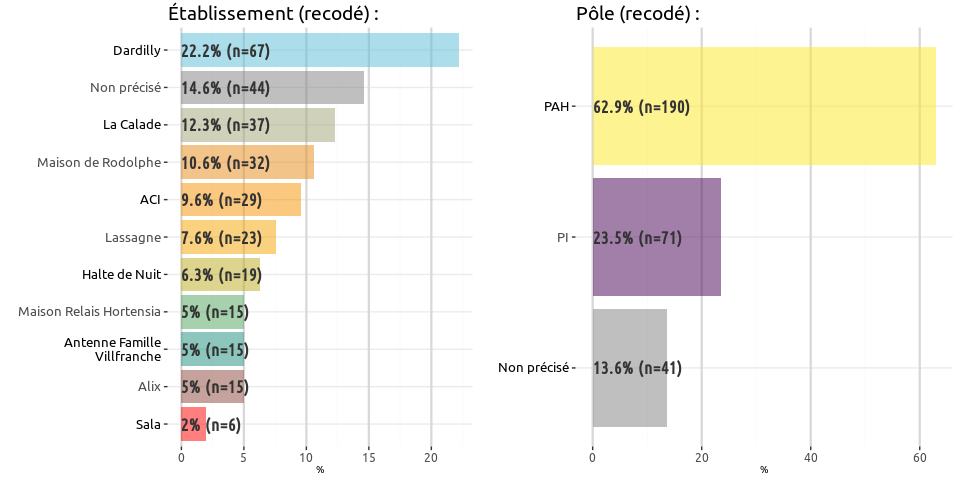 Établissement (recodé) :
Dardilly
22.2% (n=67)
Non précisé
14.6% (n=44)
La Calade
12.3% (n=37)
Maison de Rodolphe
10.6% (n=32)
ACI
9.6% (n=29)
Lassagne
7.6% (n=23)
Halte de Nuit
6.3% (n=19)
Maison Relais Hortensia
5% (n=15)
Antenne Famille
Villfranche
5% (n=15)
Alix
5% (n=15)
Sala
2% (n=6)
0 5 10 15 20
%
Pôle (recodé) :
PAH
62.9% (n=190)
PI
23.5% (n=71)
Non précisé
13.6% (n=41)
0 20 40 60
%